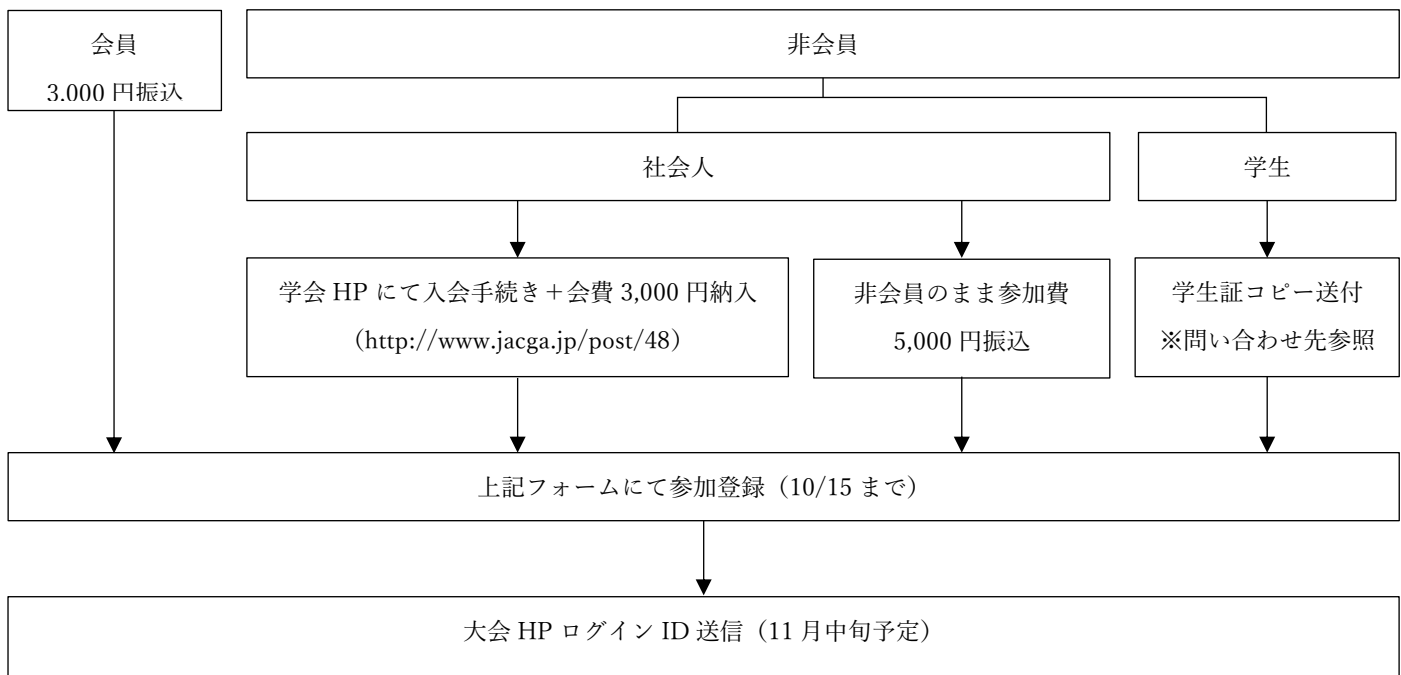 会員
3,000 円振込
非会員
社会人
学生
学会 HP にて入会手続き＋会費 3,000 円納入
（http://www.jacga.jp/post/48）
非会員のまま参加費
5,000 円振込
学生証コピー送付
※問い合わせ先参照
上記フォームにて参加登録（10/15 まで）
大会 HP ログイン ID 送信（11 月中旬予定）